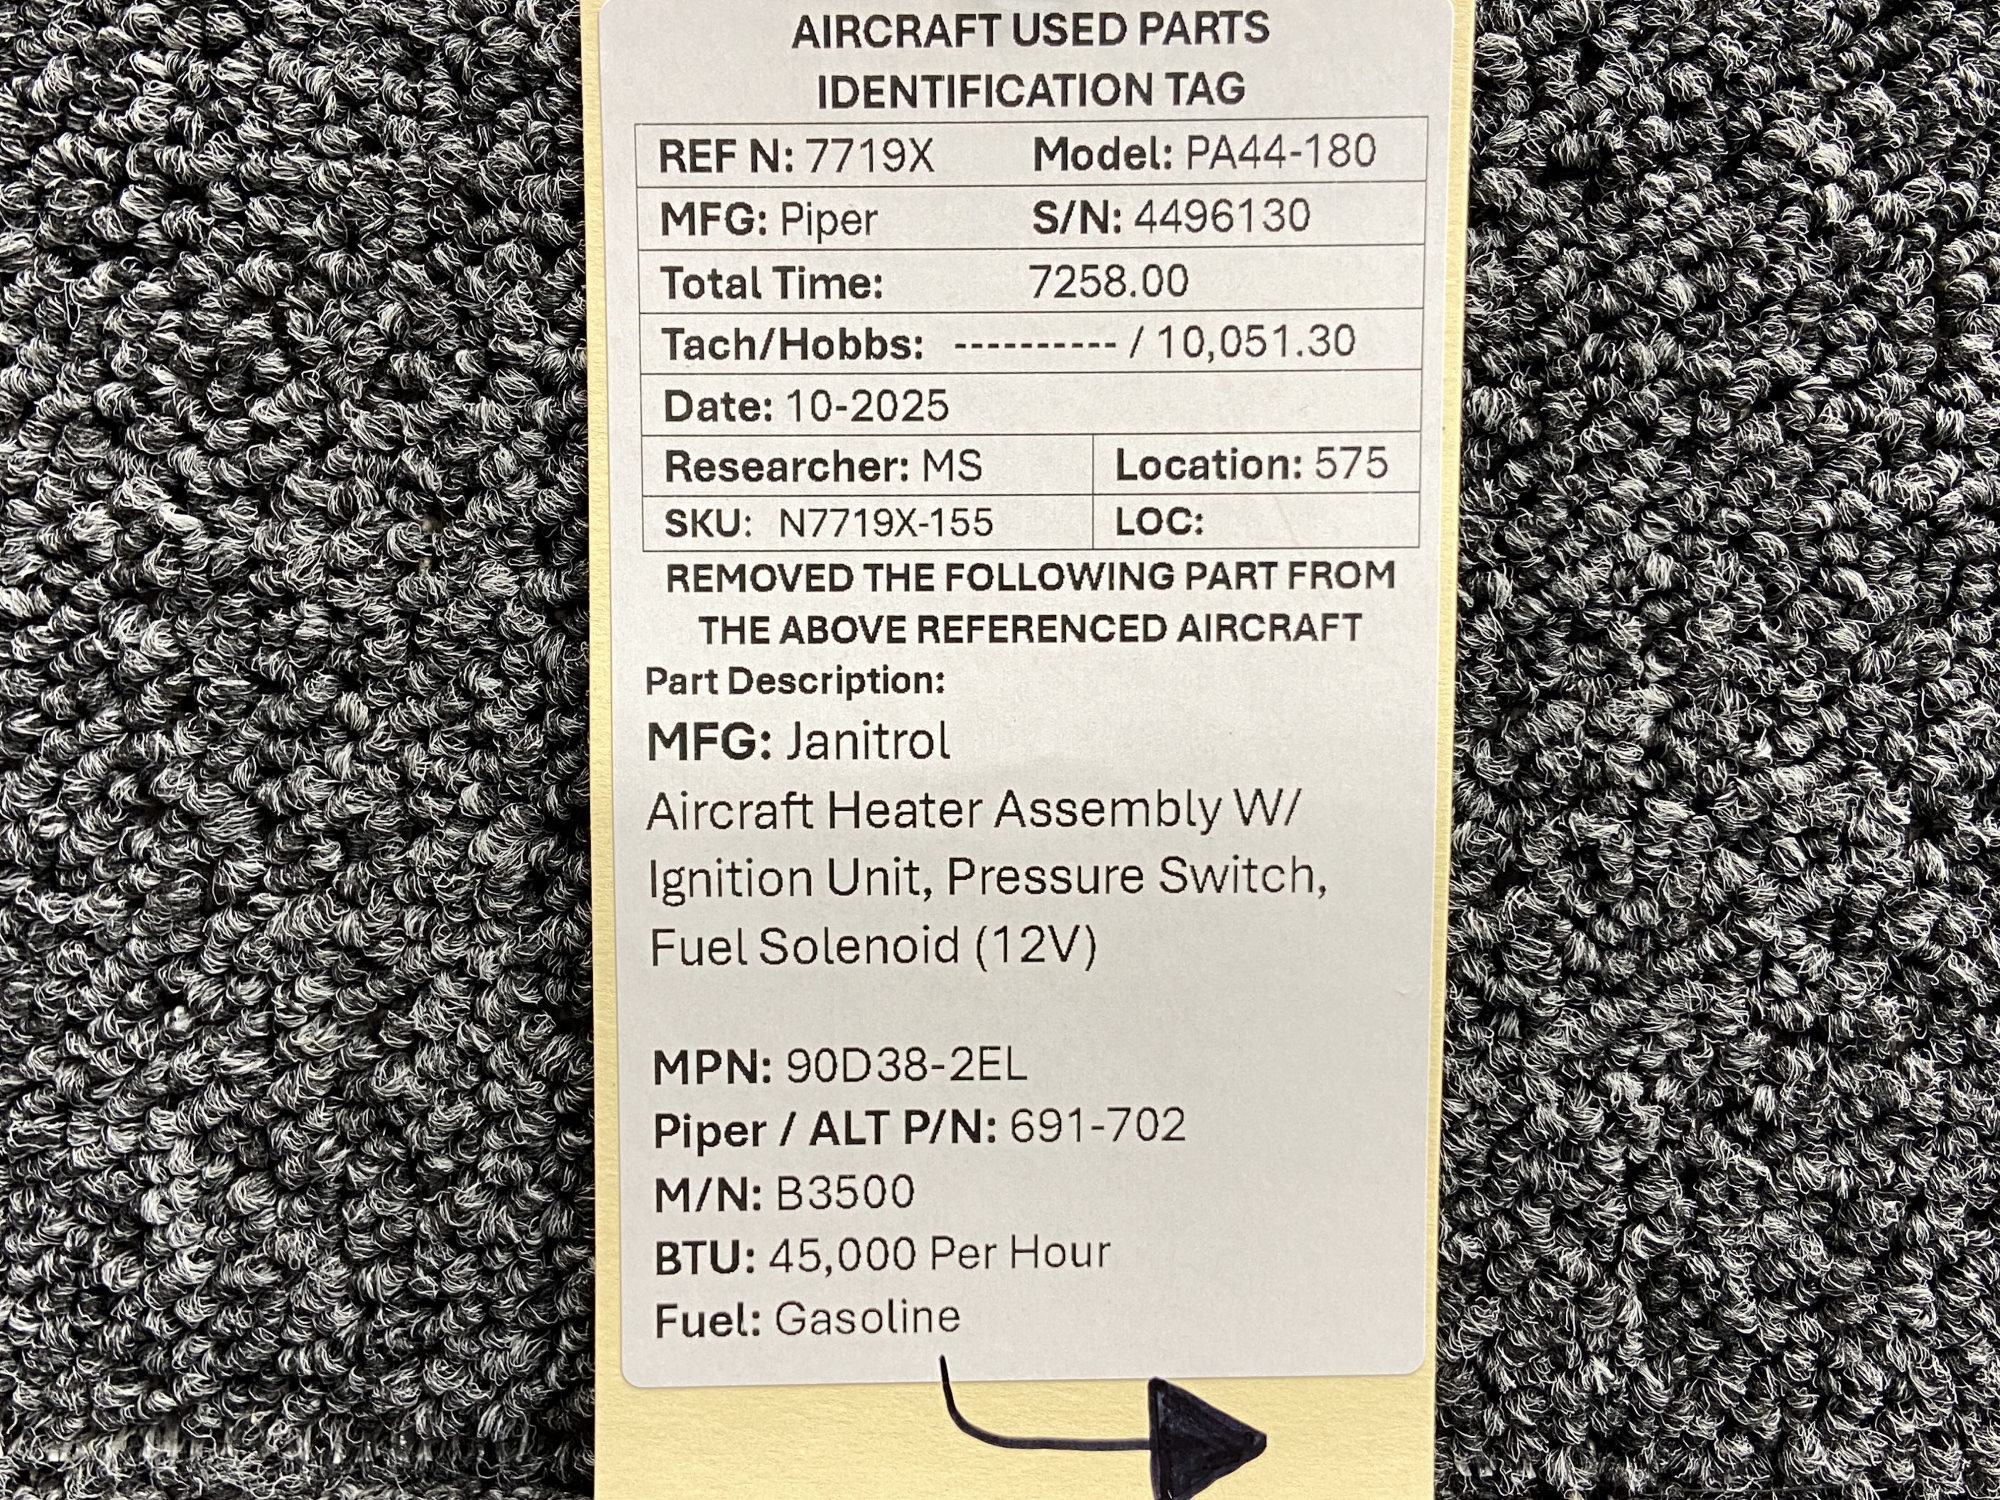 AIRCRAFT USED PARTS
IDENTIFICATION TAG
REF N: 7719X Model: PA44-180
MFG: Piper S/N: 4496130
Total Time: 7258.00
Tach/Hobbs: ---------- / 10,051.30
Date: 10-2025
Researcher: MS Location: 575
SKU: N7719X-155 LOC:
REMOVED THE FOLLOWING PART FROM
THE ABOVE REFERENCED AIRCRAFT
Part Description:
MFG: Janitrol
Aircraft Heater Assembly W/
Ignition Unit, Pressure Switch,
Fuel Solenoid (12V)
MPN: 90D38-2EL
Piper / ALT P/N: 691-702
M/N: B3500
BTU: 45,000 Per Hour
Fuel: Gasoline